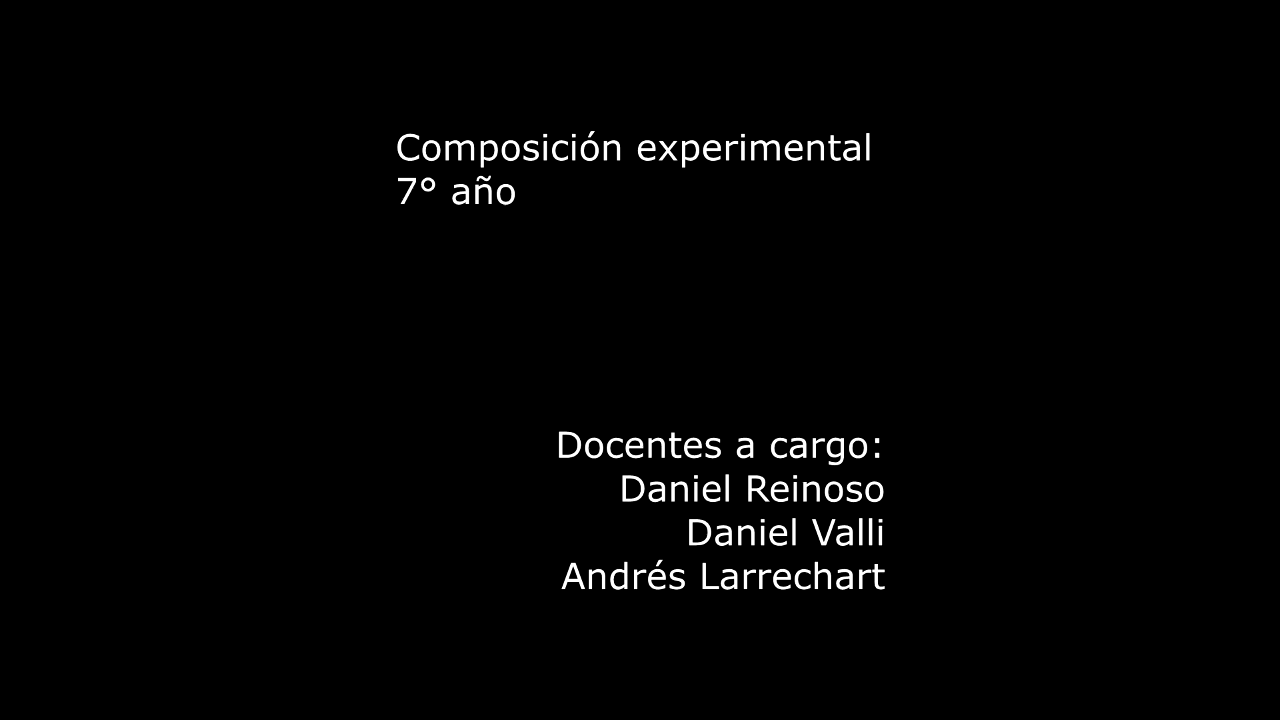 Composición experimental
7° año
Docentes a cargo:
Daniel Reinoso
Daniel Valli
Andrés Larrechart